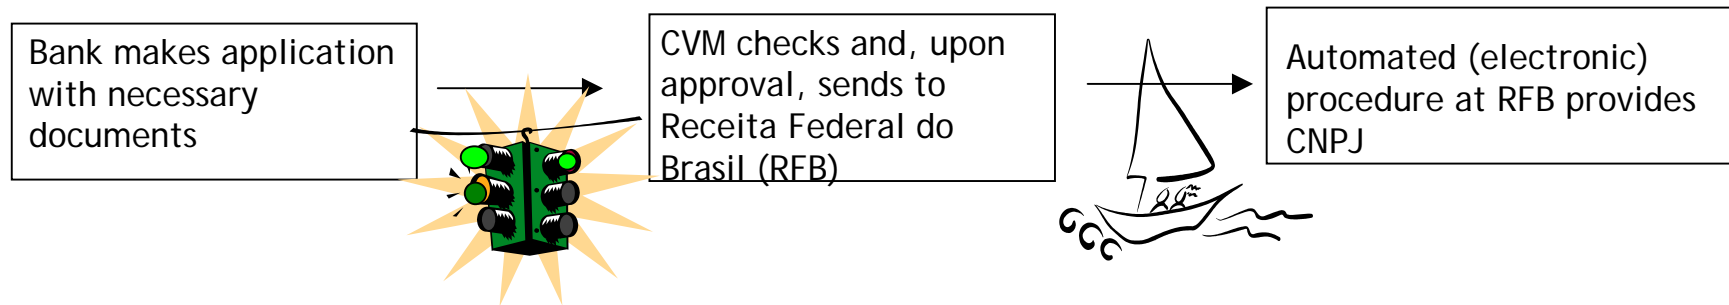 Bank makes application
with necessary
documents
CVM checks and, upon
approval, sends to
Receita Federal do
Brasil (RFB)
Automated (electronic)
procedure at RFB provides
CNPJ